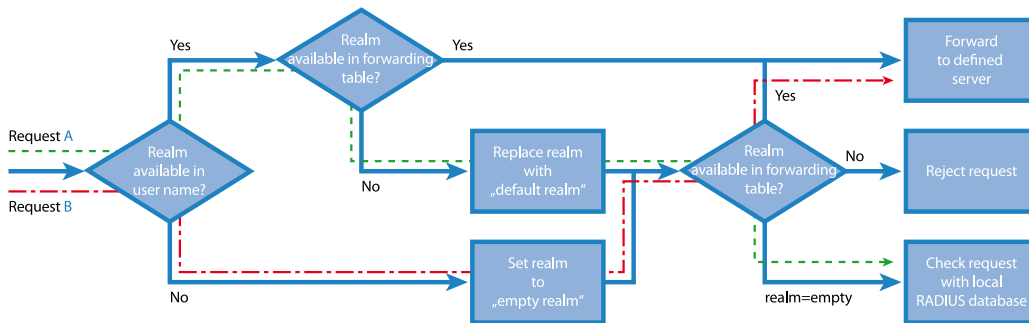 Request A
Request B
Realm
available in
user name?
Yes
No
Realm
available in forwarding
table?
Yes
No
Replace realm
with
„default realm“
Set realm
to
„empty realm“
Realm
available in forwarding
table?
Yes
No
realm=empty
Forward
to defined
server
Reject request
Check request
with local
RADIUS database